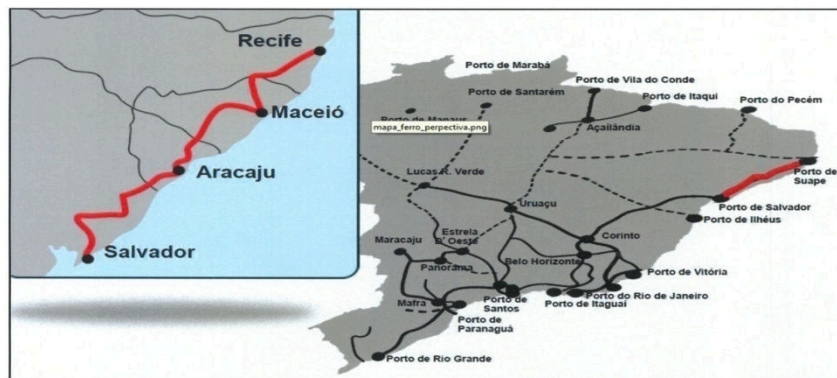 Recife
Maceió
Aracaju
Salvador
Porto de Marabá
Porto de Vila do Conde
Porto de Santarém
Porto de Itaqui
Porto do Pecém
Porto de Manaus
mapa_ferro_perpectiva.png
Açailândia
Lucas R. Verde
Porto de
Suape
Uruaçu
Porto de Salvador
Porto de Ilhéus
Estrela
D' Oeste
Corinto
Maracaju
Panorama
Belo Horizonte
Porto de Vitória
Mafra
Porto de
Santos
Porto do Rio de Janeiro
Porto de Itaguaí
Porto de
Paranaguá
Porto de Rio Grande